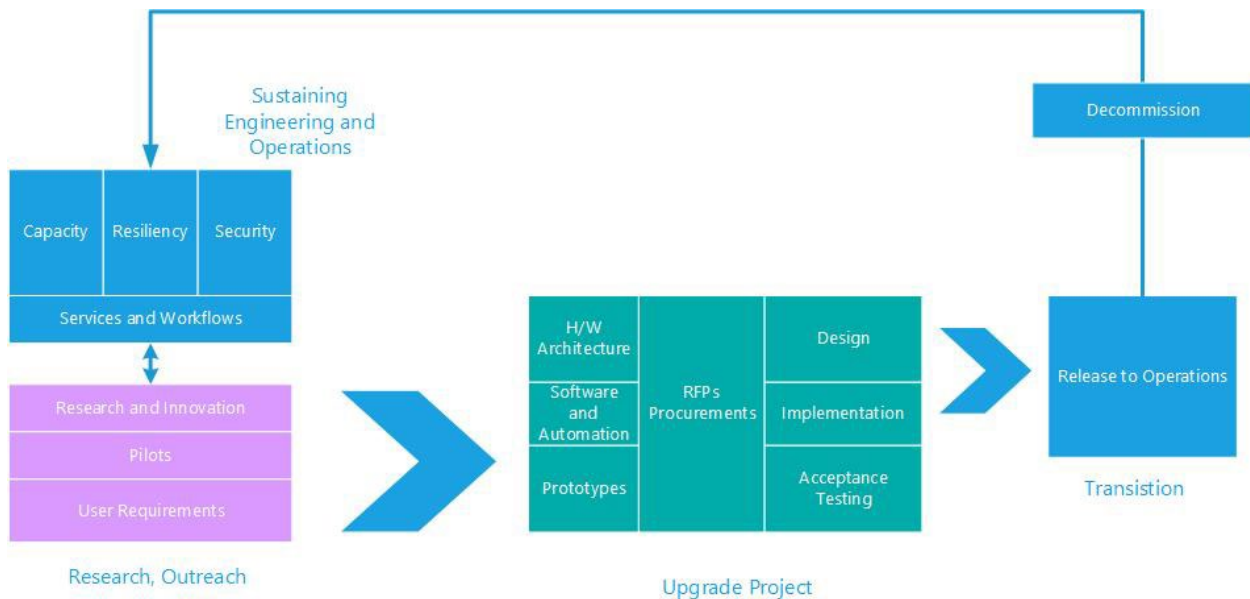 Sustaining
Engineering and
Operations
Decommission
Capacity
Resiliency
Security
Services and Workflows
Research and Innovation
Pilots
User Requirements
Research, Outreach
H/W
Architecture
Software
and
Automation
Prototypes
RFPs
Procurements
Design
Implementation
Acceptance
Testing
Upgrade Project
Release to Operations
Transistion